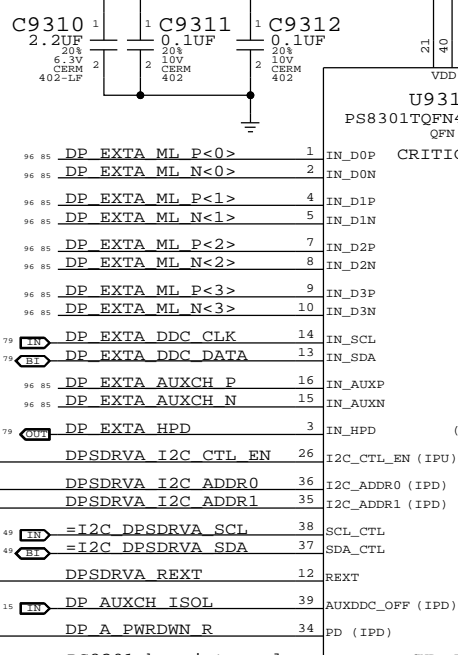 C9310
2.2UF
20%
6.3V
CERM
402-LF
1
2
C9311
0.1UF
20%
10V
CERM
402
1
2
C9312
0.1UF
20%
10V
CERM
402
1
2
21
40
VDD
U931
PS8301TQFN4
QFN
CRITIC
96 85 DP_EXTA_ML_P<0> 1 IN_D0P
96 85 DP_EXTA_ML_N<0> 2 IN_D0N
96 85 DP_EXTA_ML_P<1> 4 IN_D1P
96 85 DP_EXTA_ML_N<1> 5 IN_D1N
96 85 DP_EXTA_ML_P<2> 7 IN_D2P
96 85 DP_EXTA_ML_N<2> 8 IN_D2N
96 85 DP_EXTA_ML_P<3> 9 IN_D3P
96 85 DP_EXTA_ML_N<3> 10 IN_D3N
79 IN DP_EXTA_DDC_CLK 14 IN_SCL
79 BI DP_EXTA_DDC_DATA 13 IN_SDA
96 85 DP_EXTA_AUXCH_P 16 IN_AUXP
96 85 DP_EXTA_AUXCH_N 15 IN_AUXN
79 OUT DP_EXTA_HPD 3 IN_HPD (
DPSDRVA_I2C_CTL_EN 26 I2C_CTL_EN (IPU)
DPSDRVA_I2C_ADDR0 36 I2C_ADDR0 (IPD)
DPSDRVA_I2C_ADDR1 35 I2C_ADDR1 (IPD)
49 IN =I2C_DPSDRVA_SCL 38 SCL_CTL
49 BI =I2C_DPSDRVA_SDA 37 SDA_CTL
DPSDRVA_REXT 12 REXT
15 IN DP_AUXCH_ISOL 39 AUXDDC_OFF (IPD)
DP_A_PWRDWN_R 34 PD (IPD)